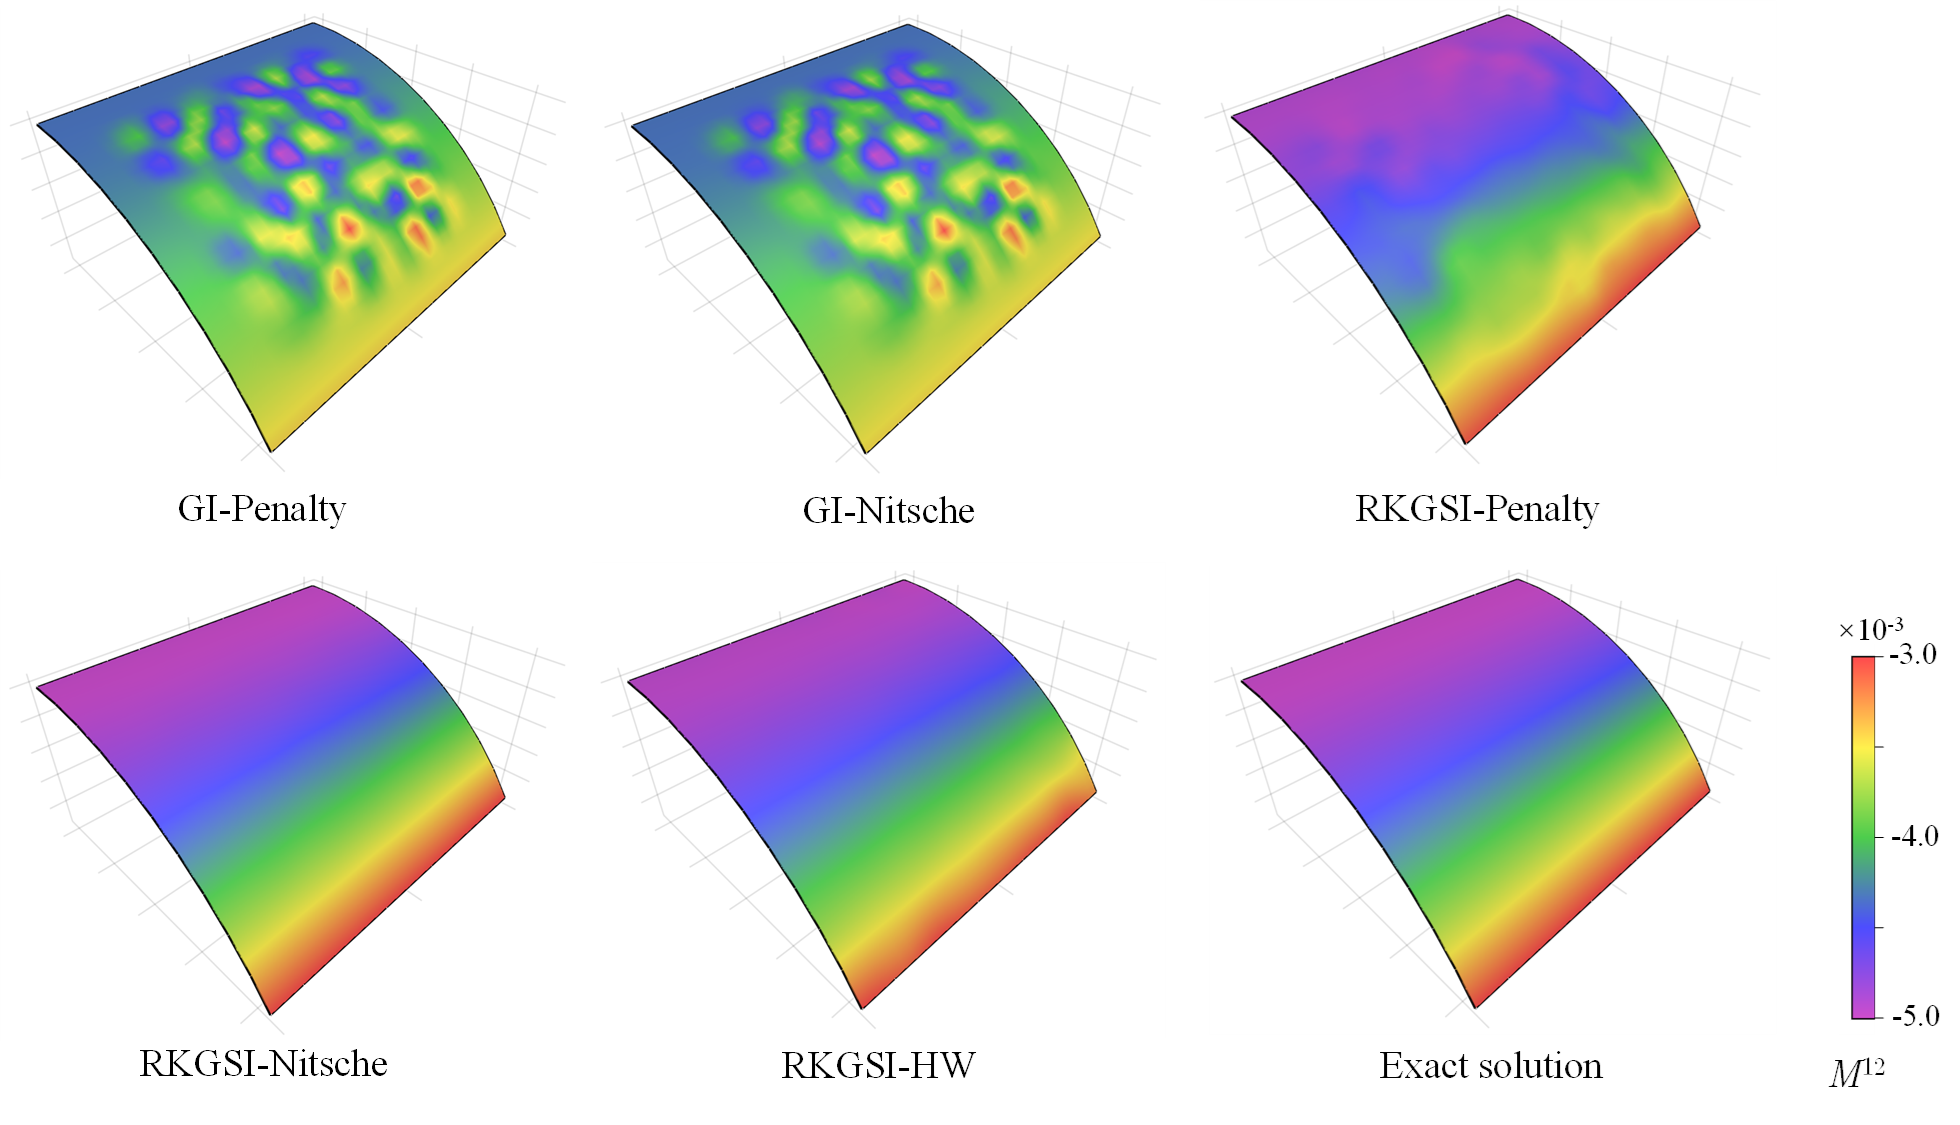 GI-Penalty
GI-Nitsche
RKGSI-Penalty
×10⁻³
-3.0
-4.0
-5.0
M¹²
RKGSI-Nitsche
RKGSI-HW
Exact solution